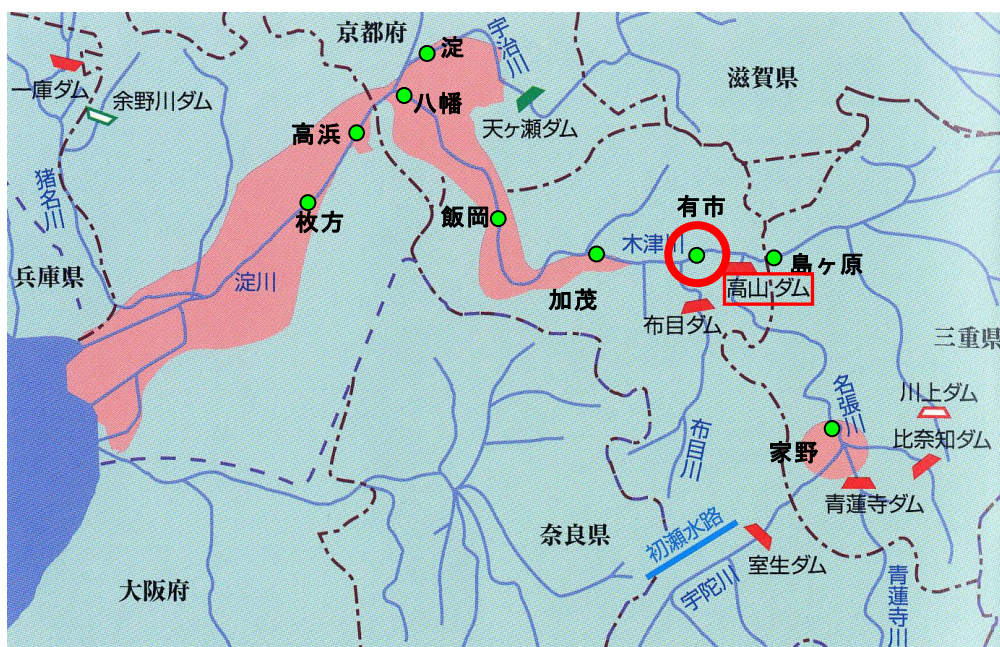 京都府
淀
宇治川
滋賀県
一庫ダム
余野川ダム
八幡
天ヶ瀬ダム
高浜
猪名川
枚方
飯岡
有市
木津川
島ヶ原
兵庫県
淀川
加茂
高山ダム
布目ダム
三重県
名張川
川上ダム
布目川
家野
比奈知ダム
青蓮寺ダム
初瀬水路
奈良県
室生ダム
宇陀川
大阪府
青蓮寺川